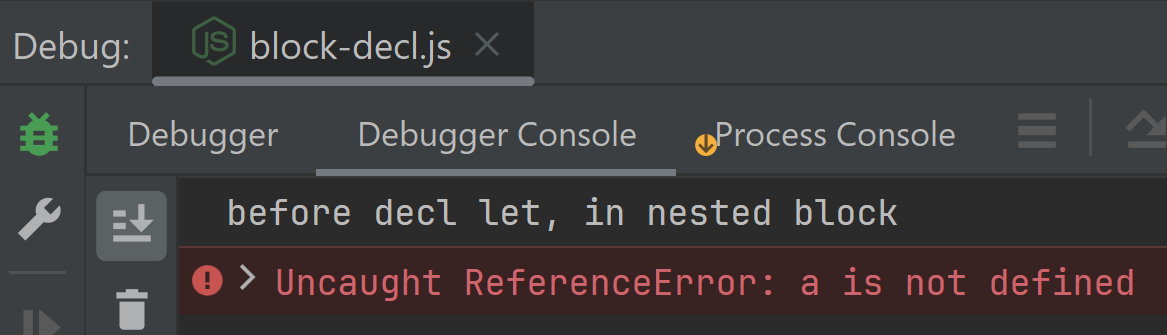 Debug: JS block-decl.js
Debugger Debugger Console Process Console
before decl let, in nested block
Uncaught ReferenceError: a is not defined